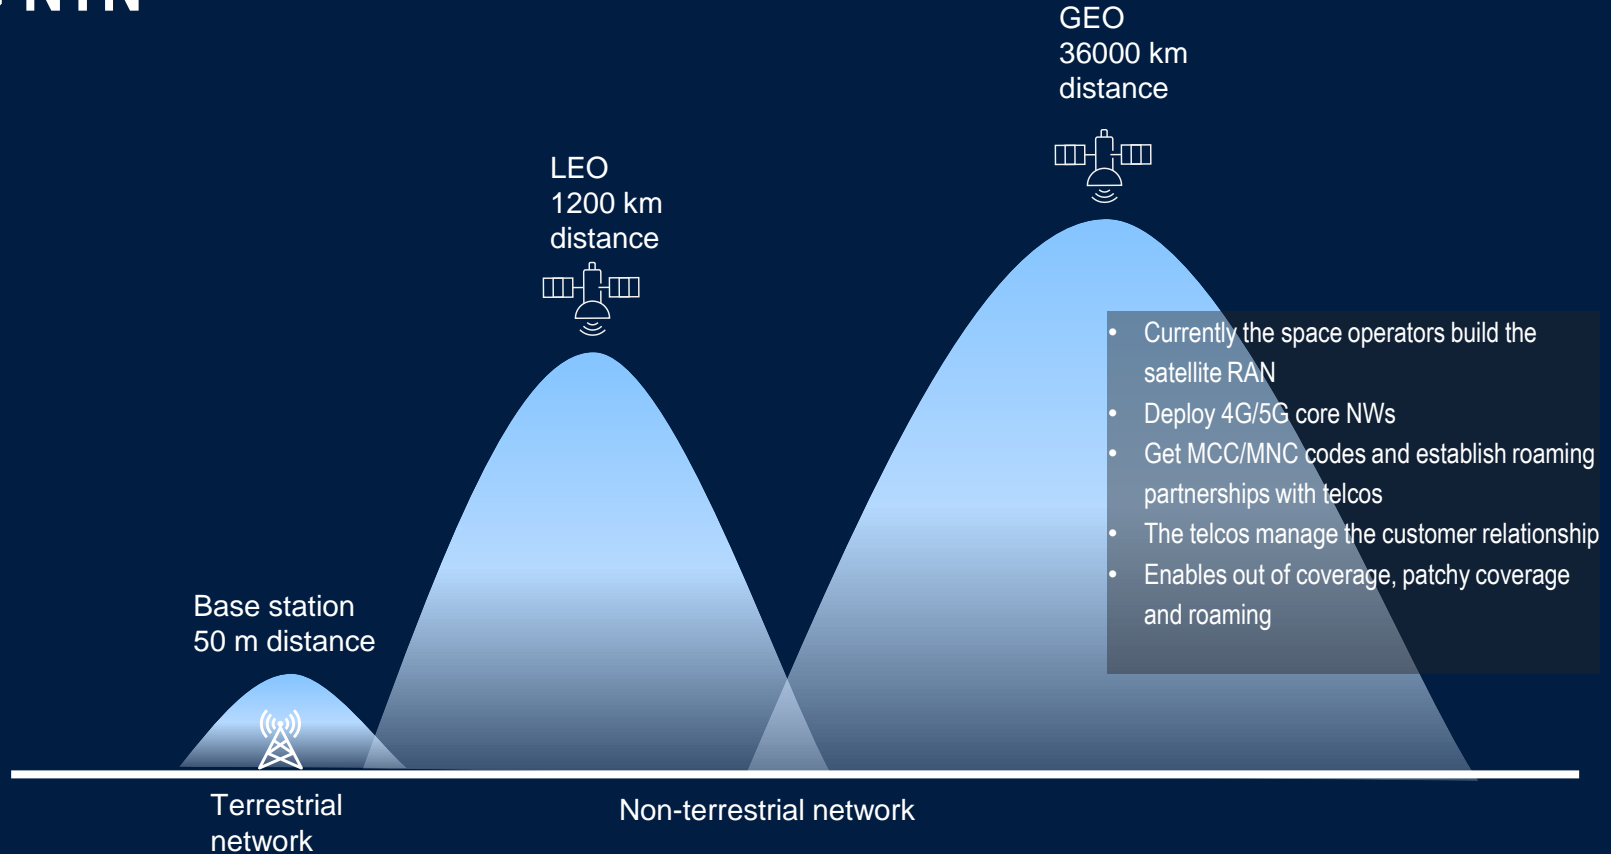 NTN
GEO
36000 km
distance
LEO
1200 km
distance
• Currently the space operators build the
satellite RAN
• Deploy 4G/5G core NWs
• Get MCC/MNC codes and establish roaming
partnerships with telcos
• The telcos manage the customer relationship
• Enables out of coverage, patchy coverage
and roaming
Base station
50 m distance
Terrestrial
network
Non-terrestrial network